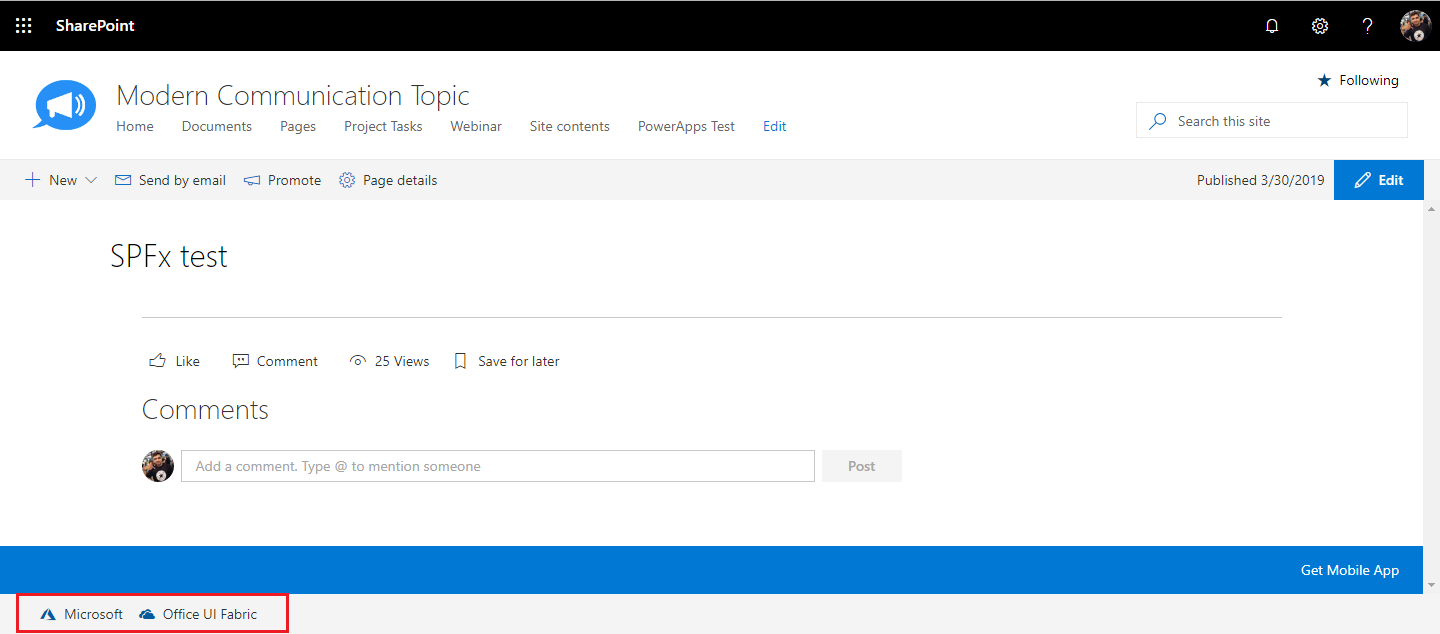 SharePoint
Following
Modern Communication Topic
Home Documents Pages Project Tasks Webinar Site contents PowerApps Test Edit
Search this site
New Send by email Promote Page details Published 3/30/2019 Edit
SPFx test
Like Comment 25 Views Save for later
Comments
Add a comment. Type @ to mention someone Post
Get Mobile App
Microsoft Office UI Fabric